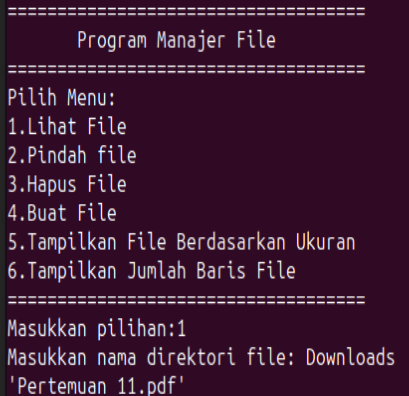 ====================================
Program Manajer File
====================================
Pilih Menu:
1.Lihat File
2.Pindah file
3.Hapus File
4.Buat File
5.Tampilkan File Berdasarkan Ukuran
6.Tampilkan Jumlah Baris File
====================================
Masukkan pilihan:1
Masukkan nama direktori file: Downloads
'Pertemuan 11.pdf'